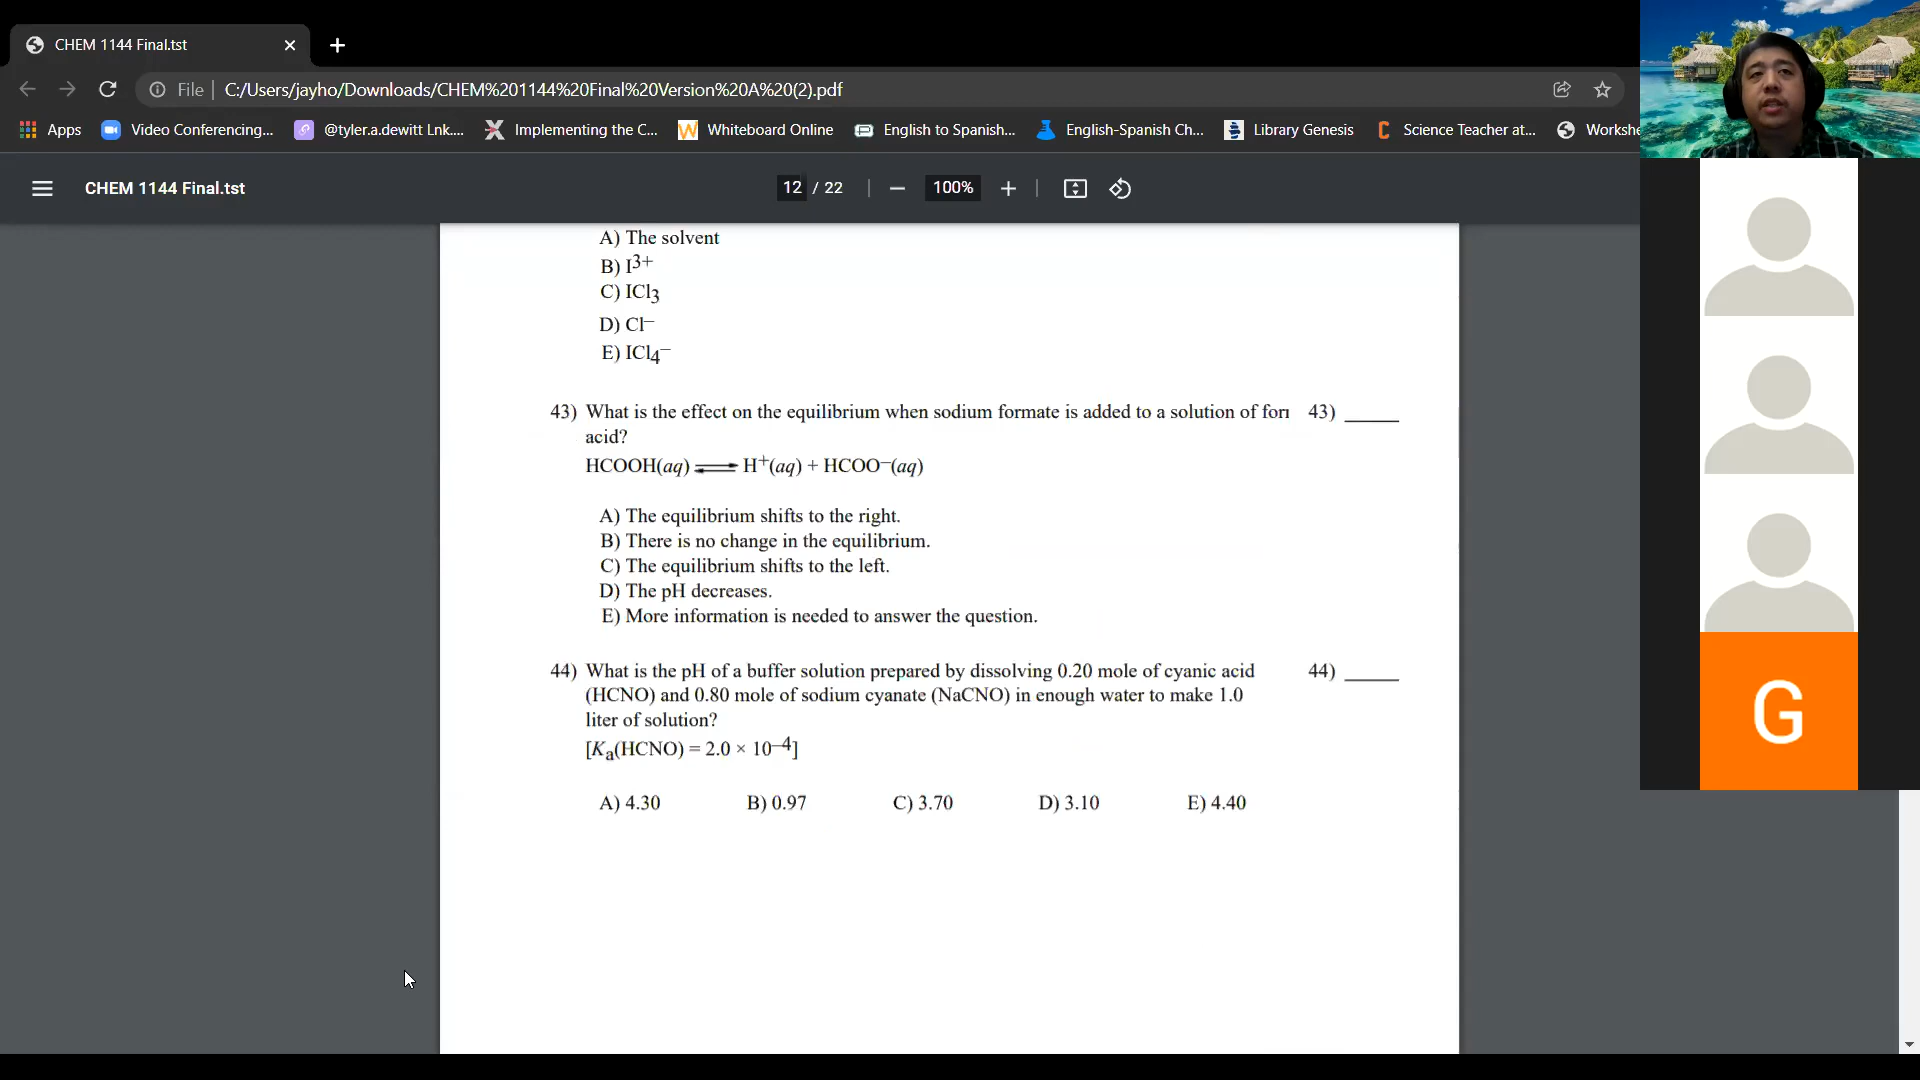 CHEM 1144 Final.tst
File | C:/Users/jayho/Downloads/CHEM%201144%20Final%20Version%20A%20(2).pdf
Apps Video Conferencing... @tyler.a.dewitt Lnk.... Implementing the C... Whiteboard Online English to Spanish... English-Spanish Ch... Library Genesis Science Teacher at... Workshe
CHEM 1144 Final.tst 12 / 22 100%
A) The solvent
B) I3+
C) ICl3
D) Cl−
E) ICl4−
43) What is the effect on the equilibrium when sodium formate is added to a solution of forı 43) _____
acid?
HCOOH(aq) ⇌ H+(aq) + HCOO−(aq)
A) The equilibrium shifts to the right.
B) There is no change in the equilibrium.
C) The equilibrium shifts to the left.
D) The pH decreases.
E) More information is needed to answer the question.
44) What is the pH of a buffer solution prepared by dissolving 0.20 mole of cyanic acid 44) _____
(HCNO) and 0.80 mole of sodium cyanate (NaCNO) in enough water to make 1.0
liter of solution?
[Ka(HCNO) = 2.0 × 10−4]
A) 4.30 B) 0.97 C) 3.70 D) 3.10 E) 4.40
G